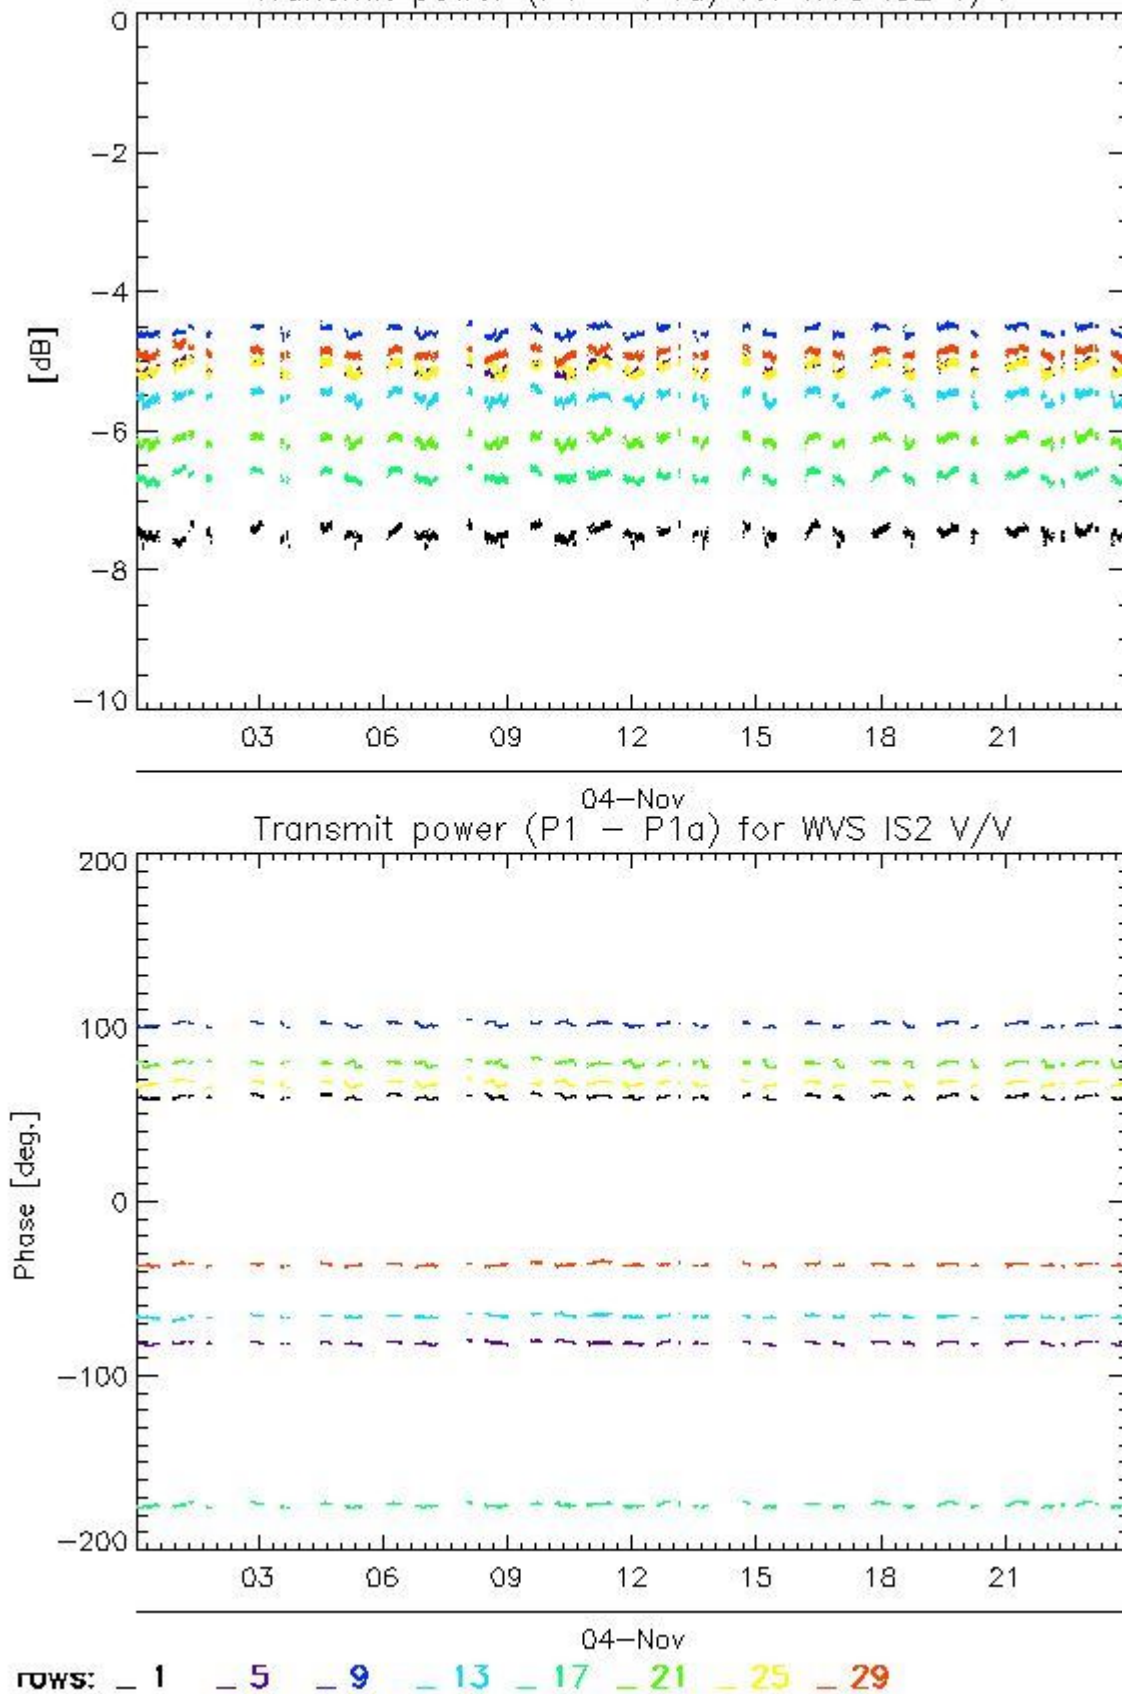 0
−2
−4
[dB]
−6
−8
−10
03 06 09 12 15 18 21
04−Nov
Transmit power (P1 − P1a) for WVS IS2 V/V
200
100
Phase [deg.]
0
−100
−200
03 06 09 12 15 18 21
04−Nov
rows: _ 1 _ 5 _ 9 _ 13 _ 17 _ 21 _ 25 _ 29